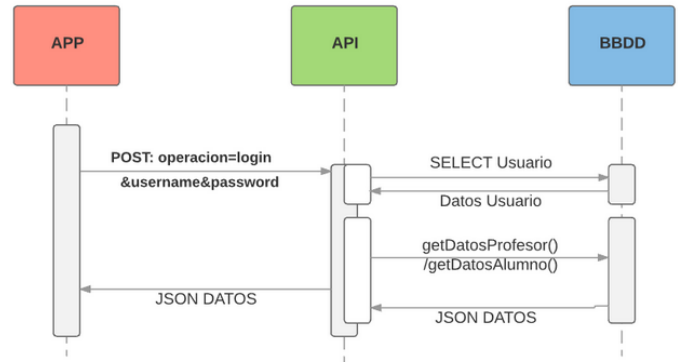 APP
API
BBDD
POST: operacion=login
&username&password
SELECT Usuario
Datos Usuario
getDatosProfesor()
/getDatosAlumno()
JSON DATOS
JSON DATOS